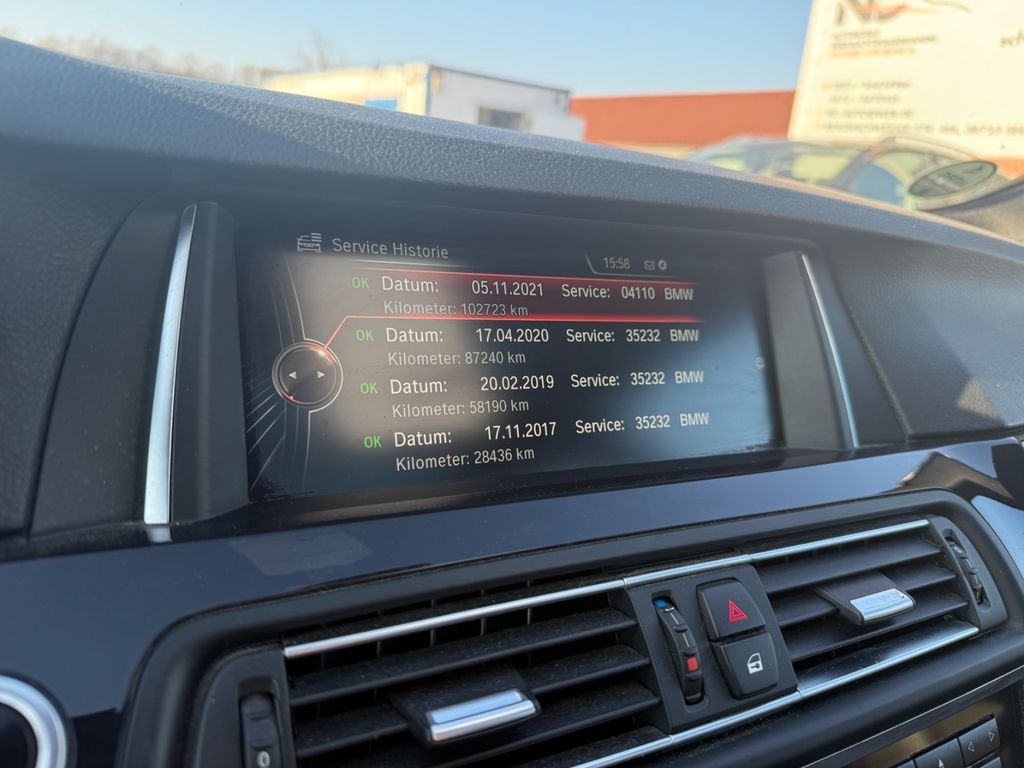 Service Historie
15:58
OK Datum: 05.11.2021 Service: 04110 BMW
Kilometer: 102723 km
OK Datum: 17.04.2020 Service: 35232 BMW
Kilometer: 87240 km
OK Datum: 20.02.2019 Service: 35232 BMW
Kilometer: 58190 km
OK Datum: 17.11.2017 Service: 35232 BMW
Kilometer: 28436 km
0